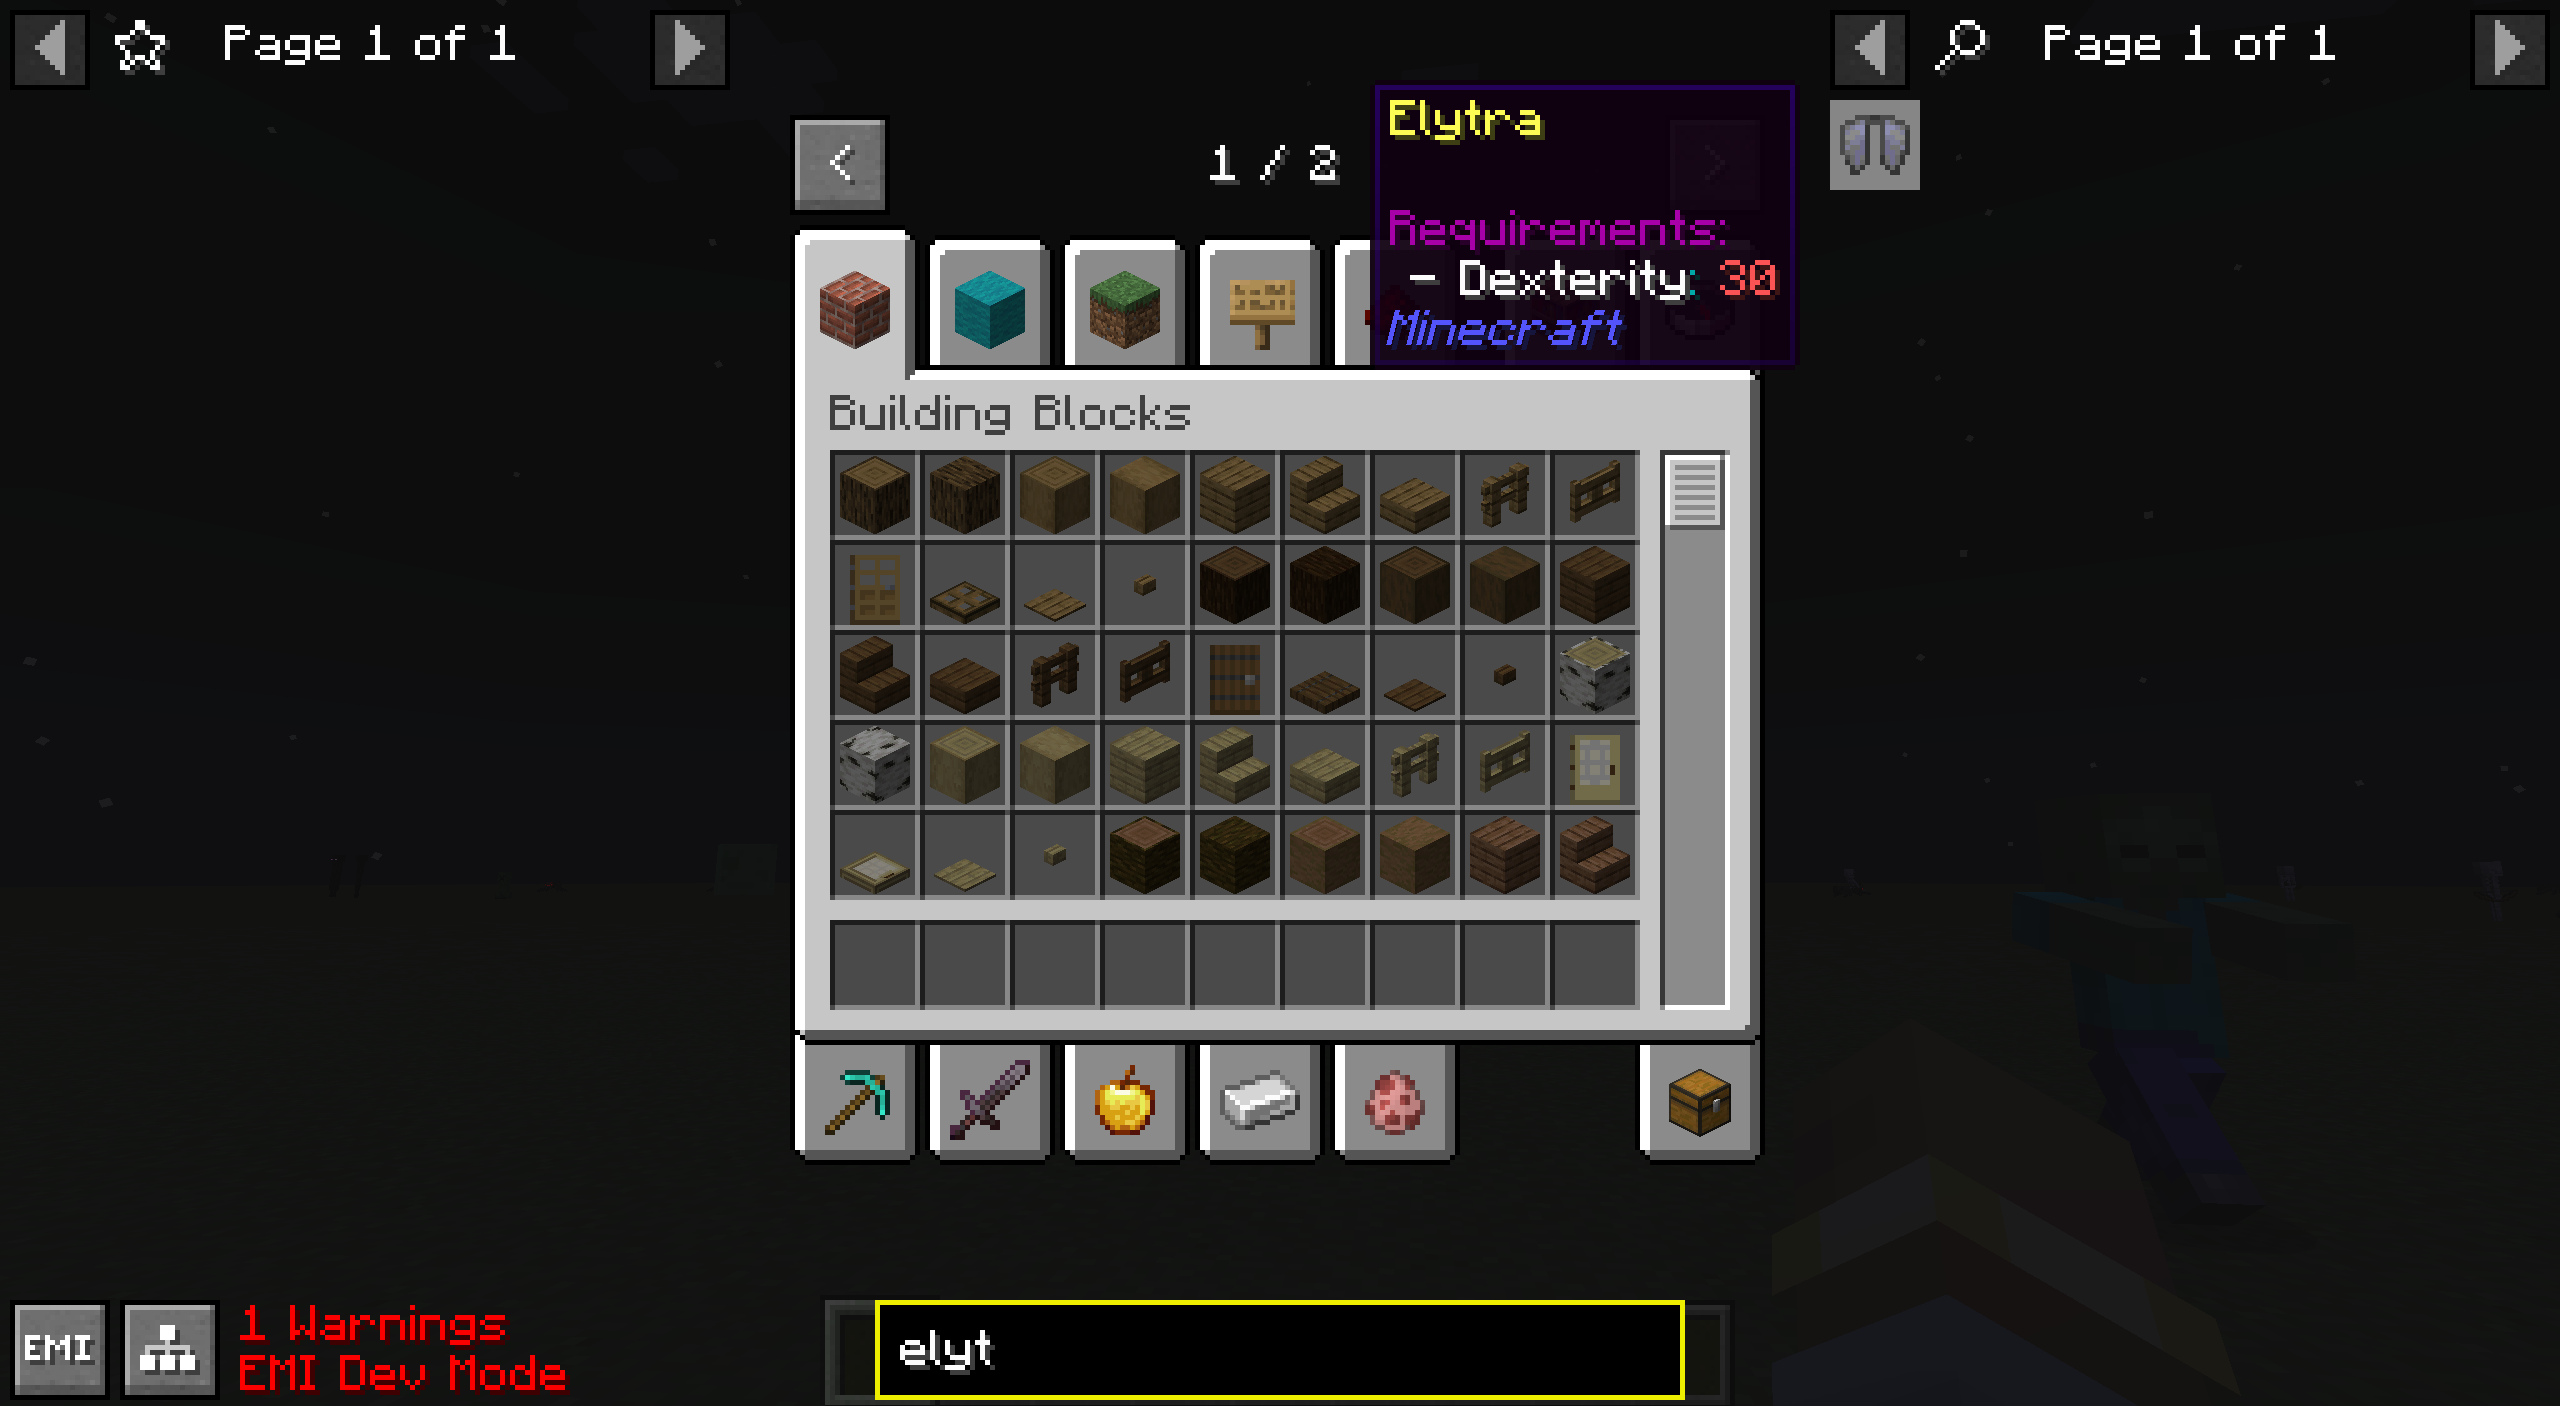 Page 1 of 1
Page 1 of 1
1 / 2
Elytra
Requirements:
- Dexterity: 30
Minecraft
Building Blocks
EMI
1 Warnings
EMI Dev Mode
elyt